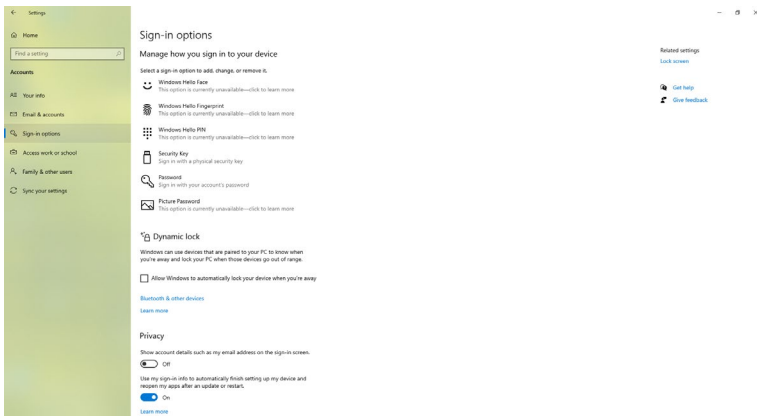 Settings
Home
Find a setting
Accounts
Your info
Email & accounts
Sign-in options
Access work or school
Family & other users
Sync your settings
Sign-in options
Manage how you sign in to your device
Select a sign-in option to add, change, or remove it.
Windows Hello Face
This option is currently unavailable—click to learn more
Windows Hello Fingerprint
This option is currently unavailable—click to learn more
Windows Hello PIN
This option is currently unavailable—click to learn more
Security Key
Sign in with a physical security key
Password
Sign in with your account's password
Picture Password
This option is currently unavailable—click to learn more
Dynamic lock
Windows can use devices that are paired to your PC to know when
you're away and lock your PC when those devices go out of range.
Allow Windows to automatically lock your device when you're away
Bluetooth & other devices
Learn more
Privacy
Show account details such as my email address on the sign-in screen.
Off
Use my sign-in info to automatically finish setting up my device and
reopen my apps after an update or restart.
On
Learn more
Related settings
Lock screen
Get help
Give feedback